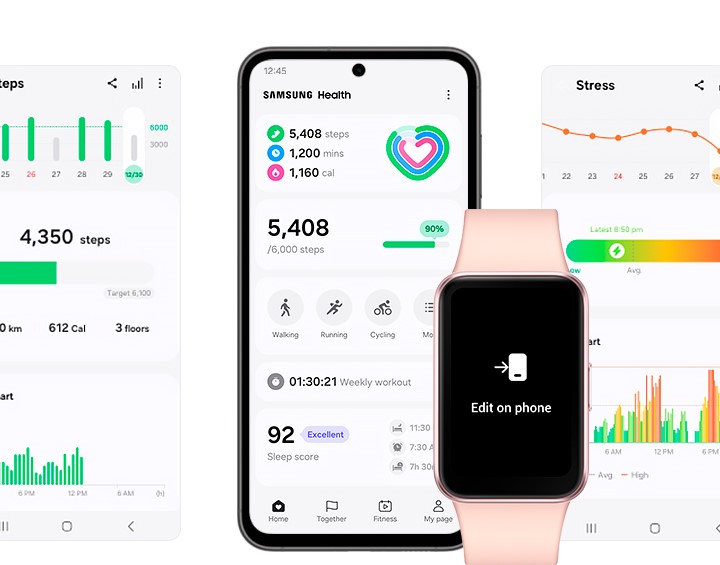 teps
6000
3000
25 26 27 28 29 12/30
4,350 steps
Target 6,100
0 km 612 Cal 3 floors
art
6 PM 12 PM 6 AM (h)
12:45
SAMSUNG Health
5,408 steps
1,200 mins
1,160 cal
5,408
/6,000 steps
90%
Walking Running Cycling Mo
01:30:21 Weekly workout
92 Excellent
Sleep score
11:30
7:30 A
7h 30
Home Together Fitness My page
Edit on phone
Stress
22 23 24 25 26 27 12/
Latest 8:50 pm
ow Avg.
art
6 AM 12 PM 6 PM
Avg. High